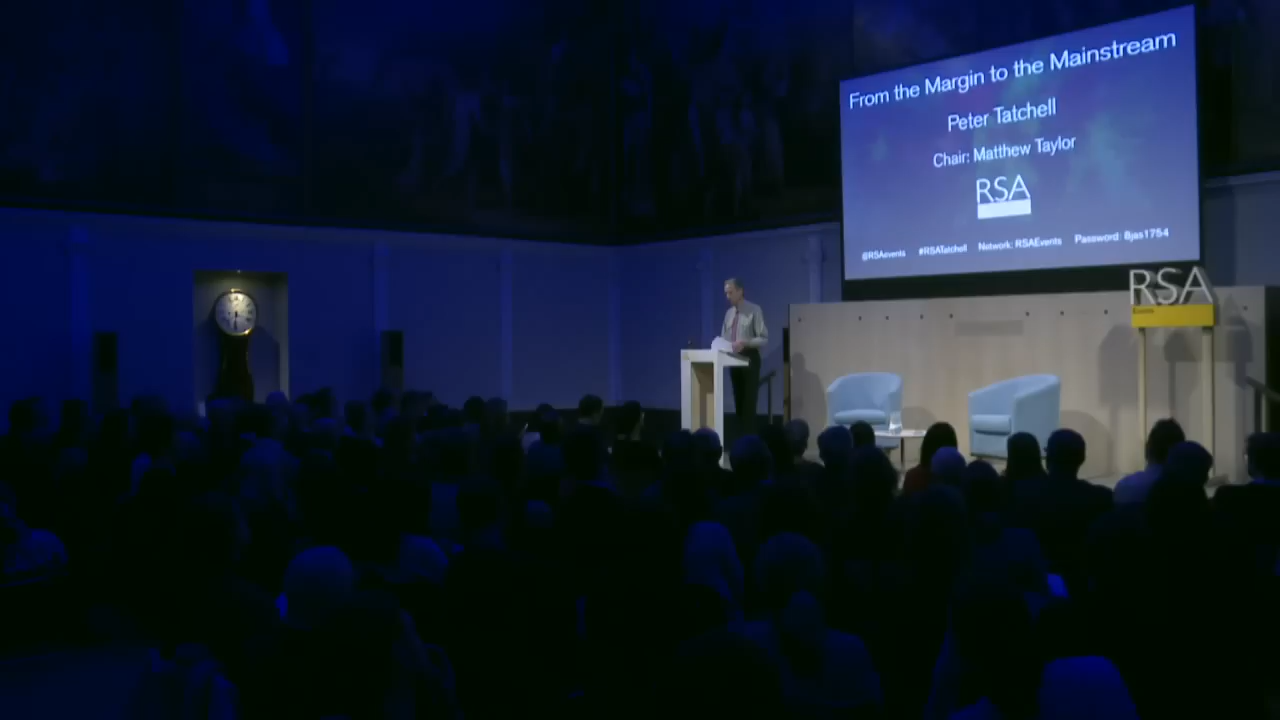 From the Margin to the Mainstream
Peter Tatchell
Chair: Matthew Taylor
RSA
@RSAevents #RSATatchell Network: RSAEvents Password: 8jas1754
RSA
Events